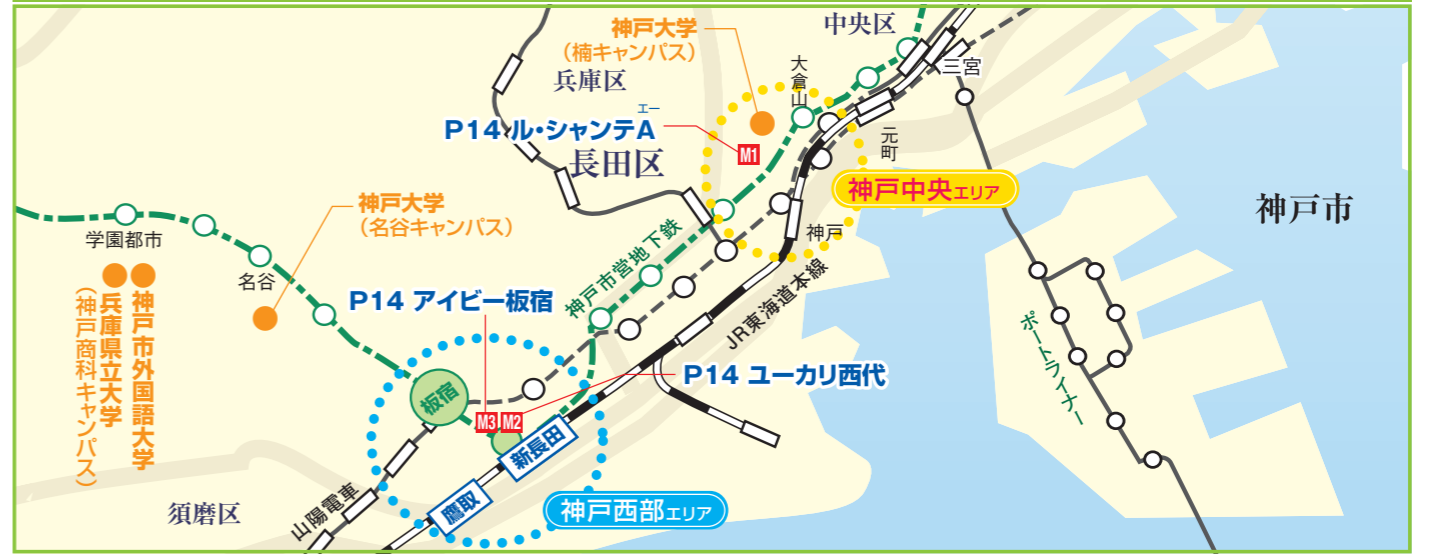 中央区
神戸大学
（楠キャンパス）
三宮
大倉山
兵庫区
エー
P14 ル・シャンテA
M1
元町
長田区
神戸中央エリア
神戸市
神戸大学
（名谷キャンパス）
学園都市
神戸
名谷
神戸市営地下鉄
JR東海道本線
神戸市外国語大学
兵庫県立大学
（神戸商科キャンパス）
P14 アイビー板宿
ポートライナー
P14 ユーカリ西代
板宿
M3
M2
新長田
鷹取
神戸西部エリア
山陽電車
須磨区